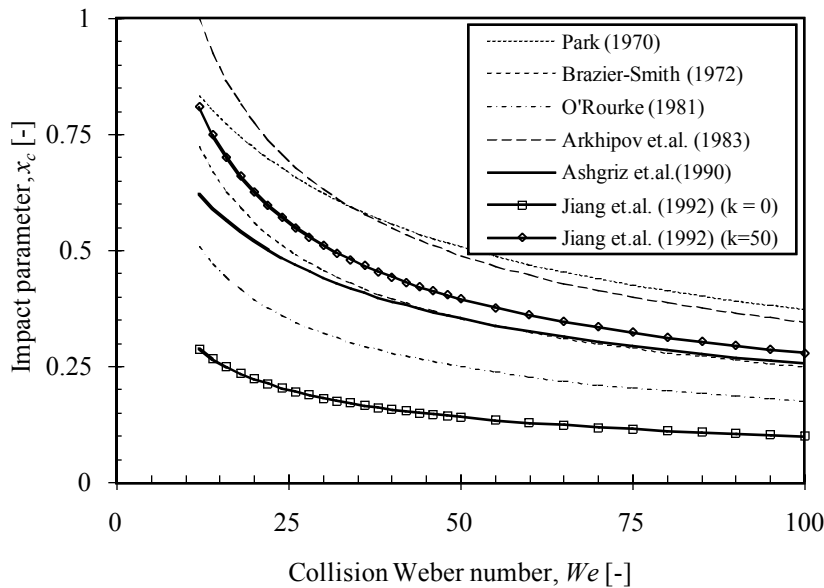 1
0.75
0.5
0.25
0
Impact parameter, x_c [-]
Park (1970)
Brazier-Smith (1972)
O'Rourke (1981)
Arkhipov et.al. (1983)
Ashgriz et.al.(1990)
Jiang et.al. (1992) (k = 0)
Jiang et.al. (1992) (k=50)
0 25 50 75 100
Collision Weber number, We [-]